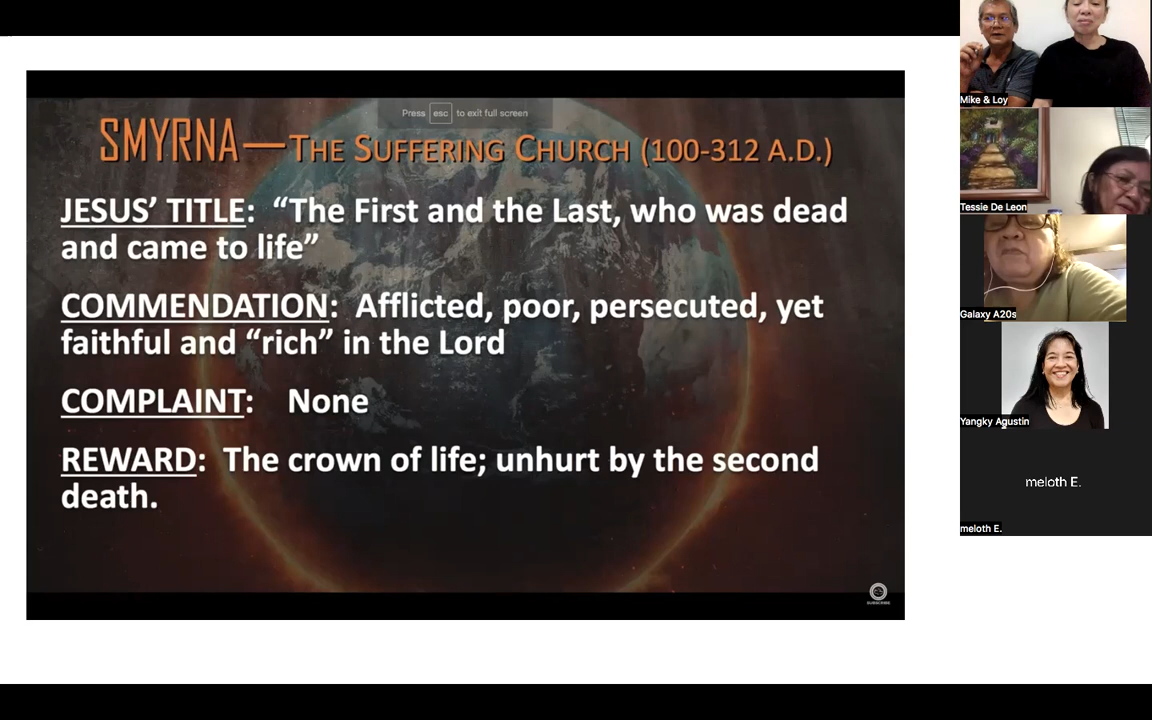 Press esc to exit full screen
SMYRNA—THE SUFFERING CHURCH (100-312 A.D.)
JESUS’ TITLE:  “The First and the Last, who was dead
and came to life”
COMMENDATION:  Afflicted, poor, persecuted, yet
faithful and “rich” in the Lord
COMPLAINT:   None
REWARD:  The crown of life; unhurt by the second
death.
Mike & Loy
Tessie De Leon
Galaxy A20s
Yangky Agustin
meloth E.
meloth E.